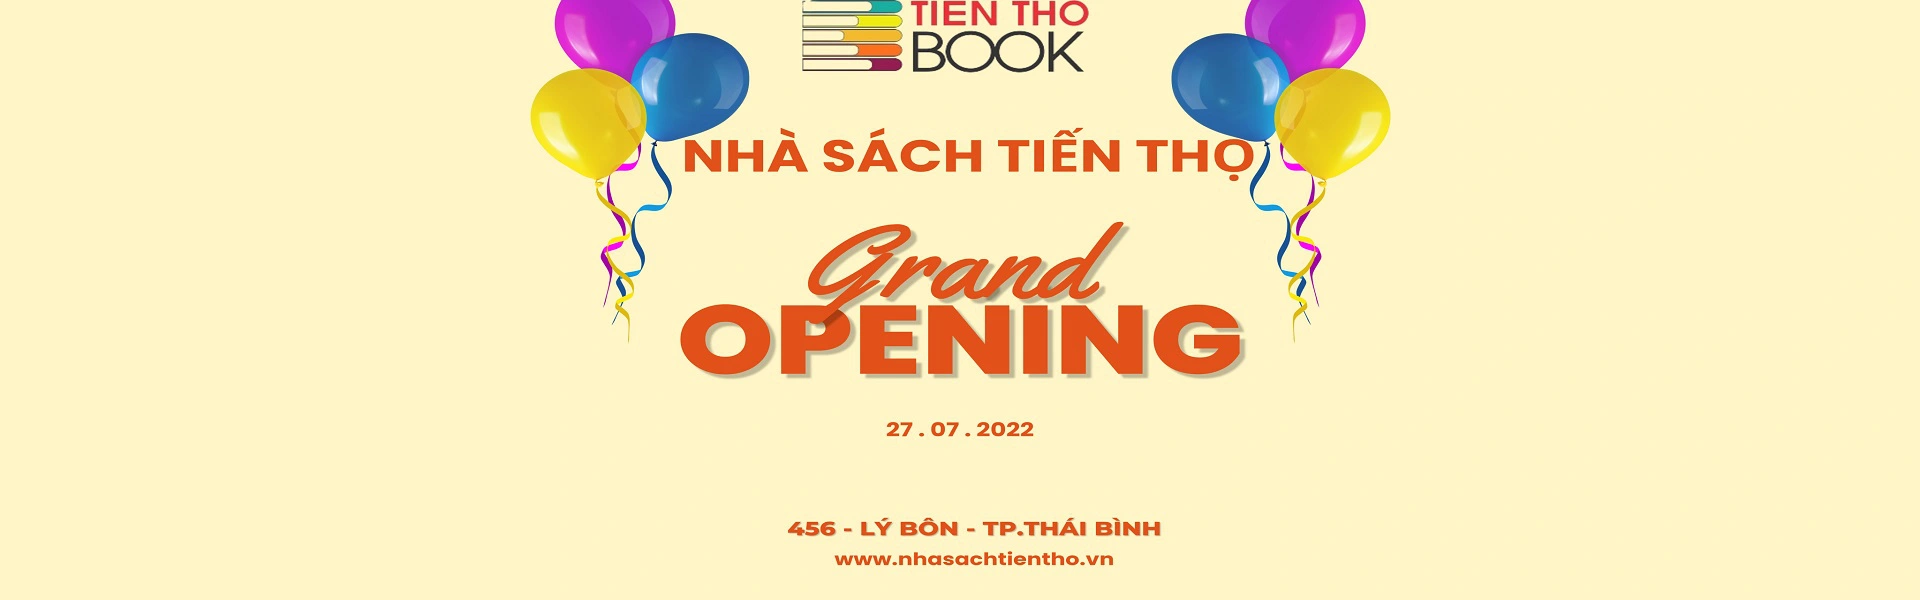 TIEN THO
BOOK
NHÀ SÁCH TIẾN THỌ
Grand
OPENING
27 . 07 . 2022
456 - LÝ BÔN - TP.THÁI BÌNH
www.nhasachtientho.vn